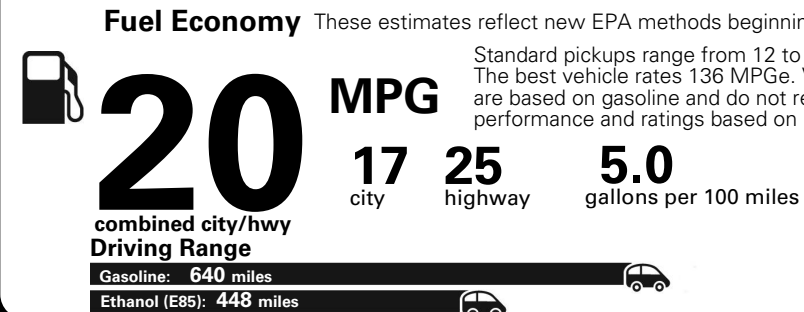 Fuel Economy These estimates reflect new EPA methods beginnin
Standard pickups range from 12 to
The best vehicle rates 136 MPGe.
are based on gasoline and do not re
performance and ratings based on
20 MPG
17 city 25 highway 5.0 gallons per 100 miles
combined city/hwy
Driving Range
Gasoline: 640 miles
Ethanol (E85): 448 miles